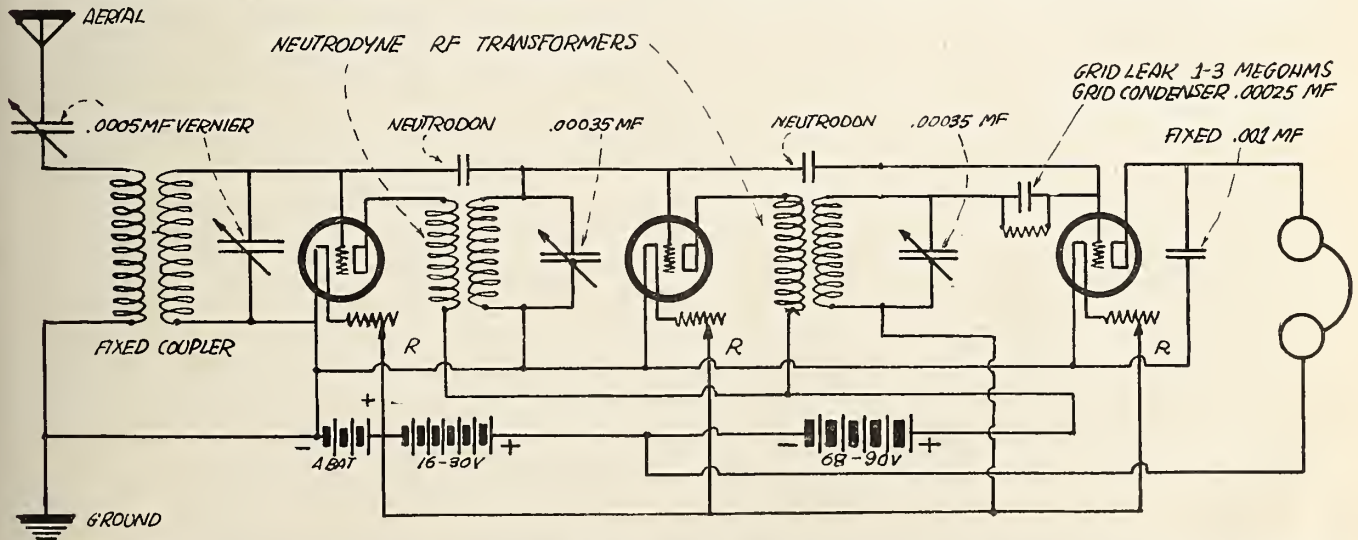 AERIAL
NEUTRODYNE RF TRANSFORMERS
GRID LEAK 1-3 MEGOHMS
GRID CONDENSER .00025 MF
.0005 MF VERNIER
NEUTRODON
.00035 MF
NEUTRODON
.00035 MF
FIXED .001 MF
FIXED COUPLER
R
R
R
+
- + - +
A BAT
16-30V
68-90V
GROUND